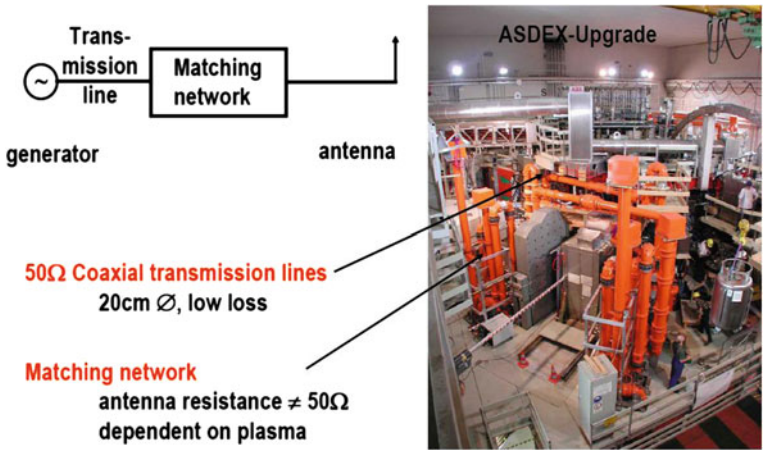 Trans-
mission
line
Matching
network
~
generator
antenna
50Ω Coaxial transmission lines
20cm ∅, low loss
Matching network
antenna resistance ≠ 50Ω
dependent on plasma
ASDEX-Upgrade